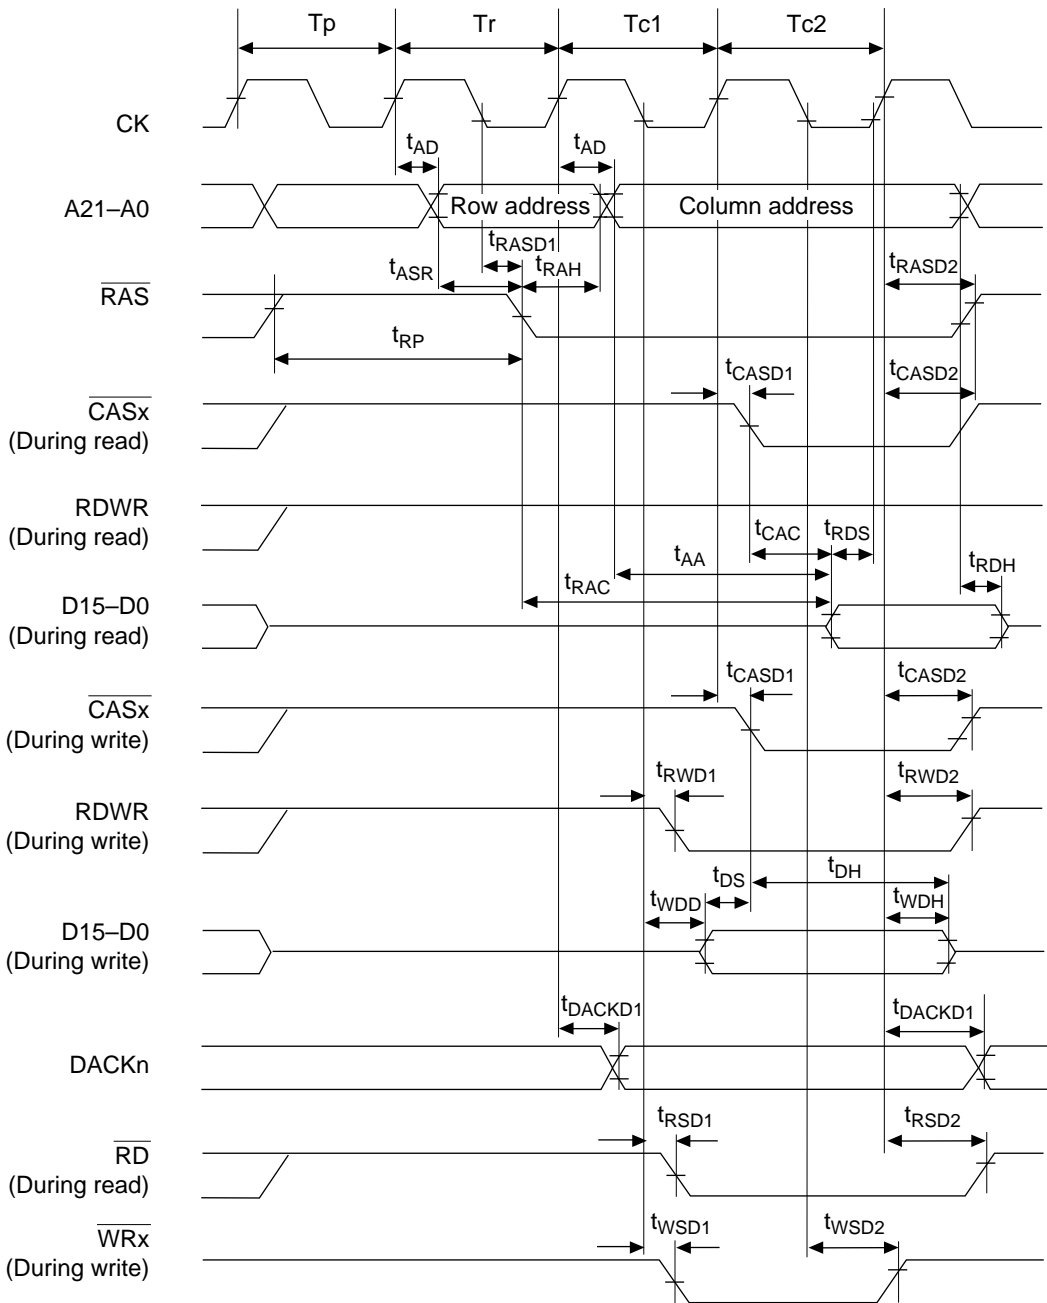 Tp Tr Tc1 Tc2
CK
tAD tAD
A21–A0 Row address Column address
tRASD1
tASR tRAH tRASD2
RAS
tRP
tCASD1 tCASD2
CASx
(During read)
RDWR
(During read)
tCAC tRDS
tAA tRDH
tRAC
D15–D0
(During read)
tCASD1 tCASD2
CASx
(During write)
tRWD1 tRWD2
RDWR
(During write)
tDS tDH
tWDD tWDH
D15–D0
(During write)
tDACKD1 tDACKD1
DACKn
tRSD1 tRSD2
RD
(During read)
tWSD1 tWSD2
WRx
(During write)